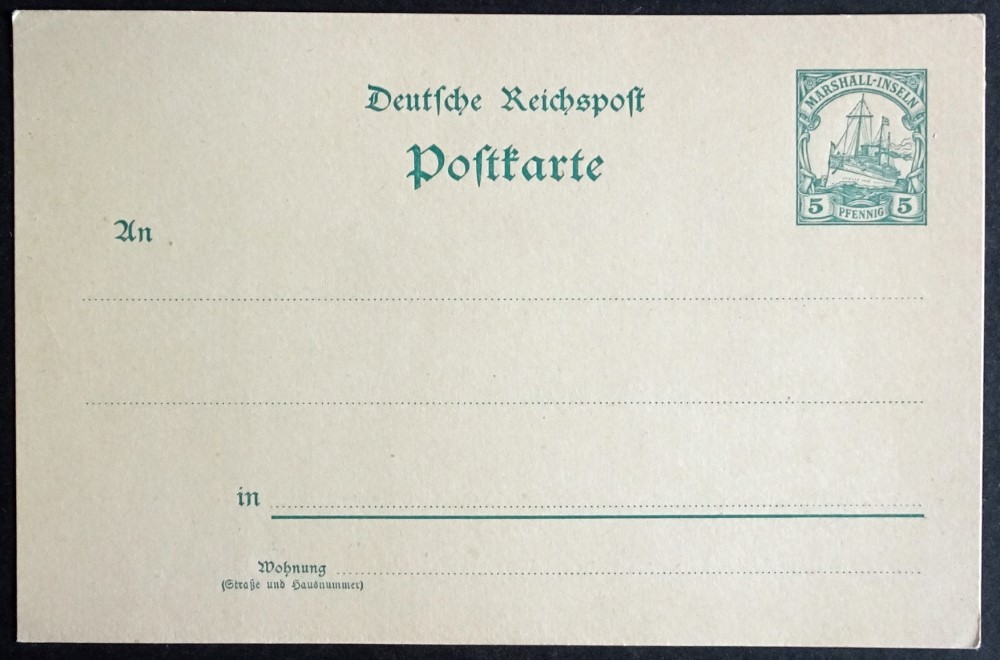 Deutſche Reichspoſt
Poſtkarte
MARSHALL-INSELN
5 PFENNIG 5
An
in
Wohnung
(Straße und Hausnummer)